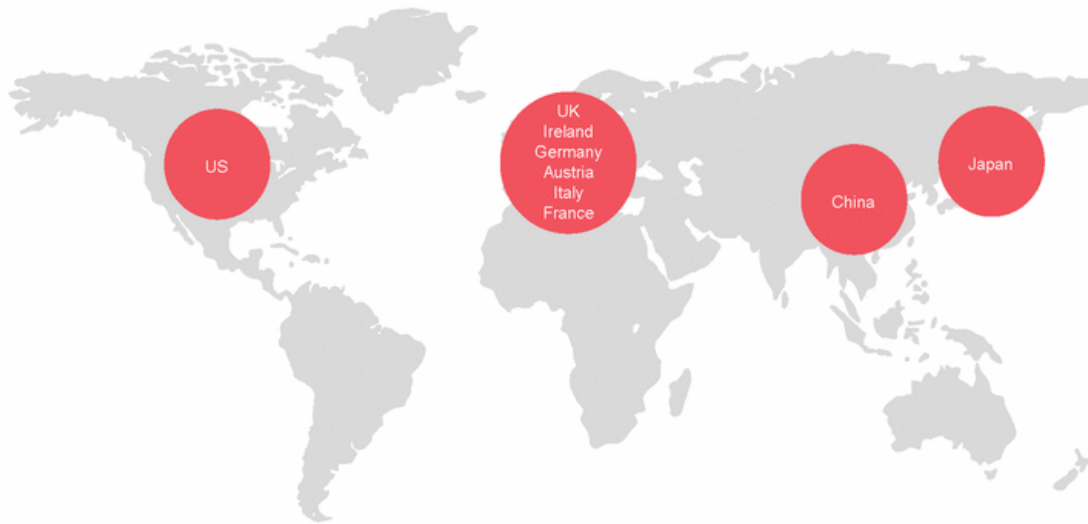 US
UK
Ireland
Germany
Austria
Italy
France
China
Japan